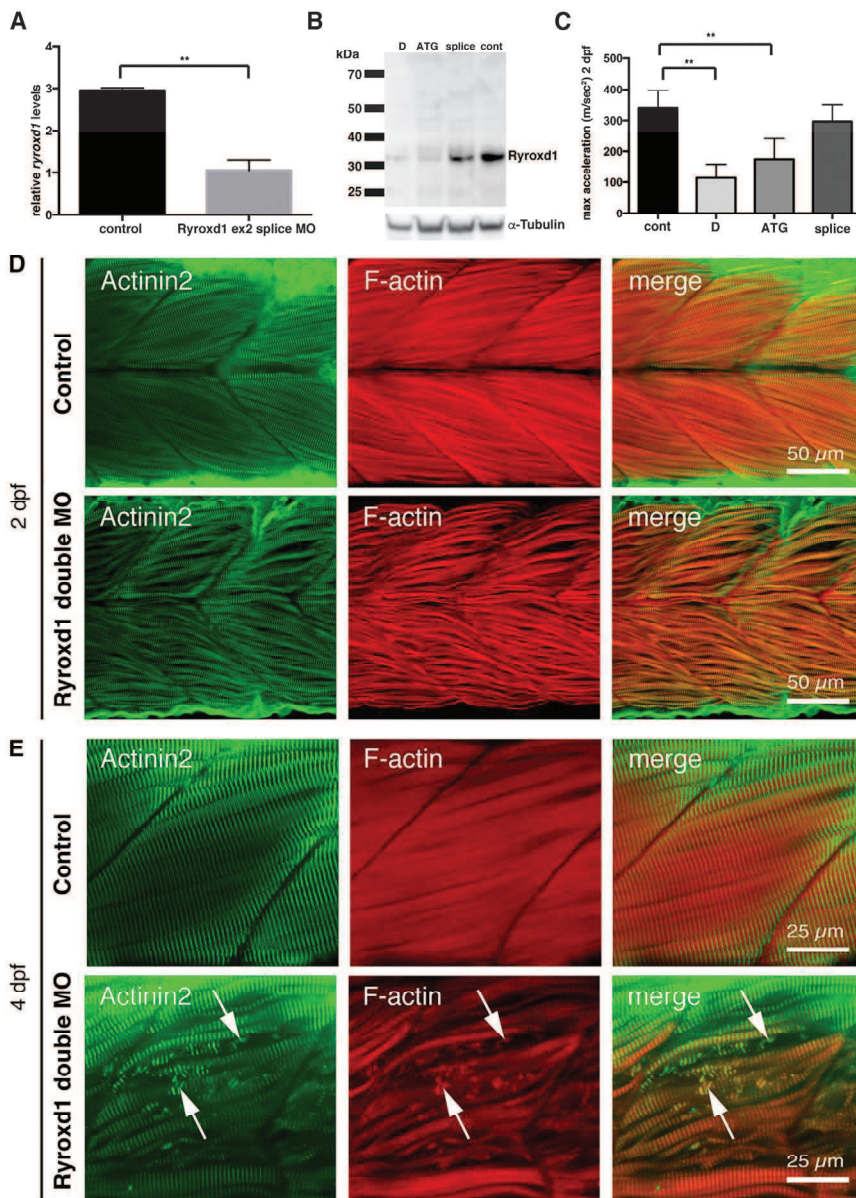 A
**
relative ryroxd1 levels
3
2
1
0
control
Ryroxd1 ex2 splice MO
B
kDa
D ATG splice cont
70
50
40
30
25
Ryroxd1
α-Tubulin
C
**
**
max acceleration (m/sec²) 2 dpf
500
400
300
200
100
0
cont
D
ATG
splice
D
2 dpf
Control
Actinin2
F-actin
merge
50 µm
Ryroxd1 double MO
Actinin2
F-actin
merge
50 µm
E
4 dpf
Control
Actinin2
F-actin
merge
25 µm
Ryroxd1 double MO
Actinin2
F-actin
merge
25 µm